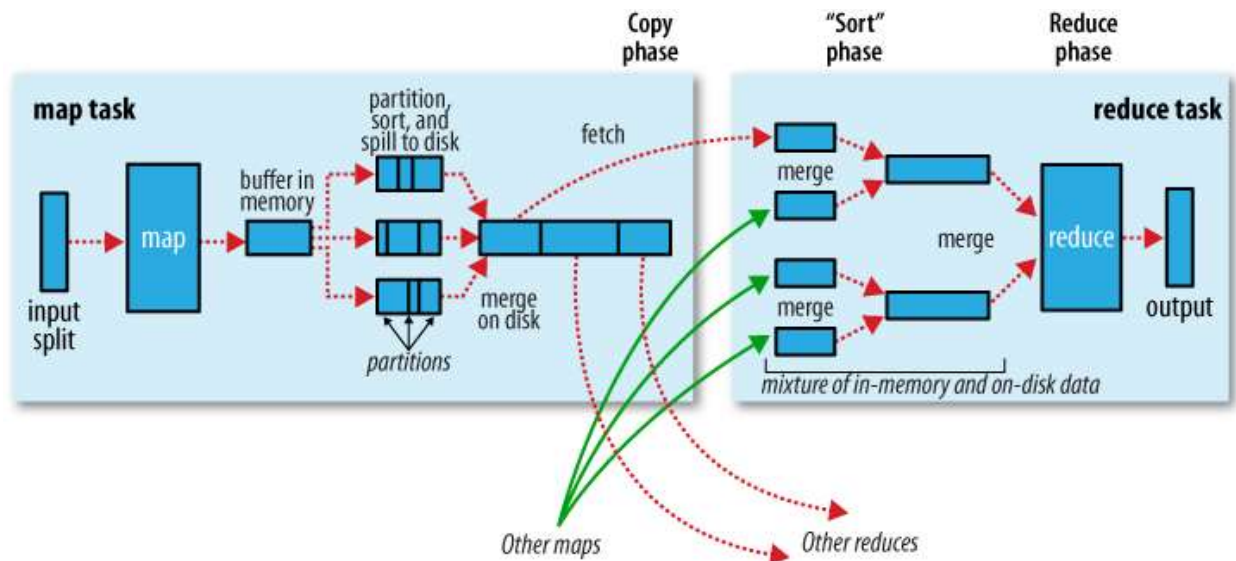 Copy
phase
“Sort”
phase
Reduce
phase
map task
partition,
sort, and
spill to disk
fetch
reduce task
buffer in
memory
map
input
split
merge
on disk
partitions
merge
merge
merge
reduce
output
mixture of in-memory and on-disk data
Other maps
Other reduces